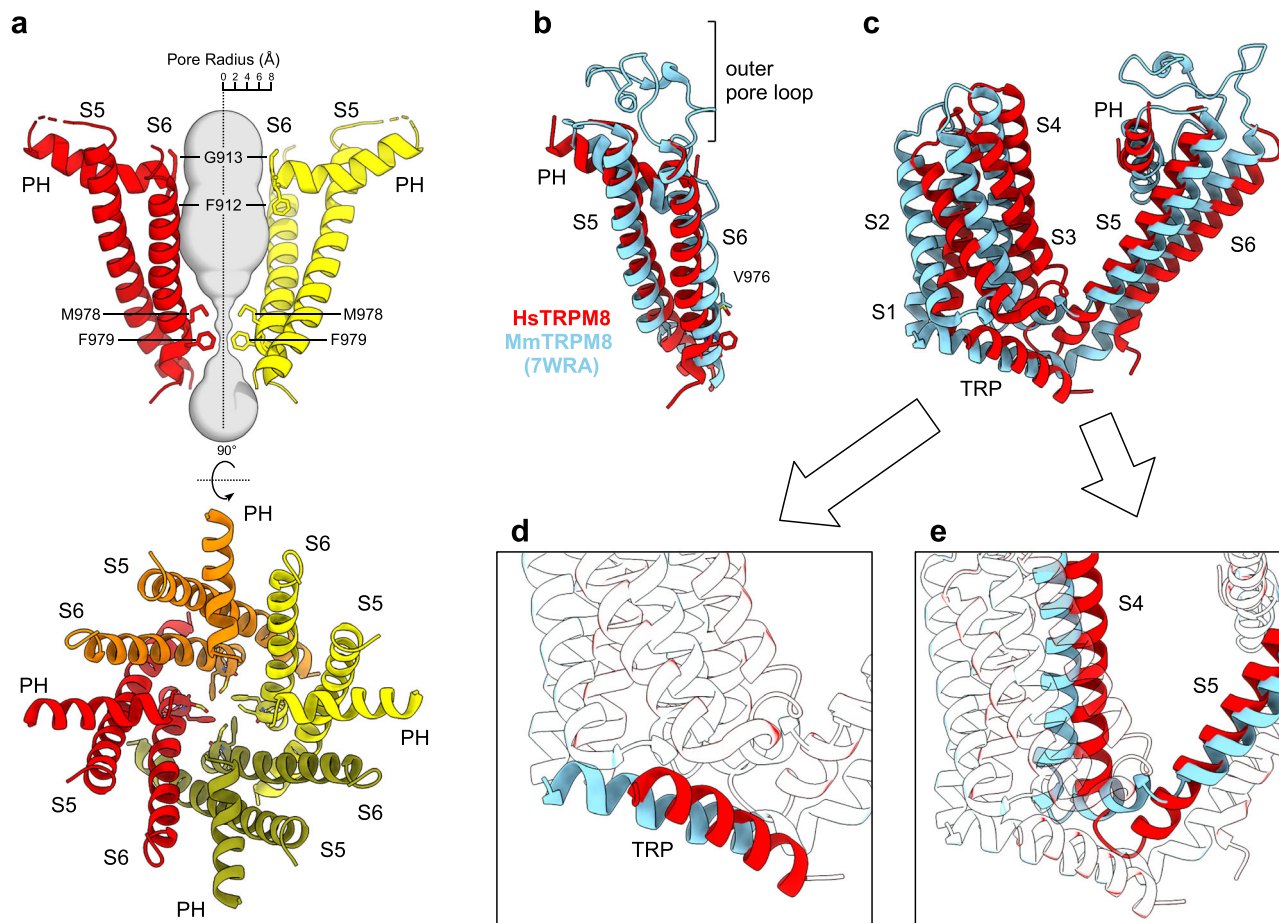 a
Pore Radius (Å)
0 2 4 6 8
S5
S6
S6
S5
PH
PH
G913
F912
M978
M978
F979
F979
90°
PH
S6
S5
S5
S6
PH
PH
S5
S6
S6
S5
PH
b
outer
pore loop
PH
S5
S6
V976
HsTRPM8
MmTRPM8
(7WRA)
c
S4
PH
S2
S3
S5
S6
S1
TRP
d
TRP
e
S4
S5